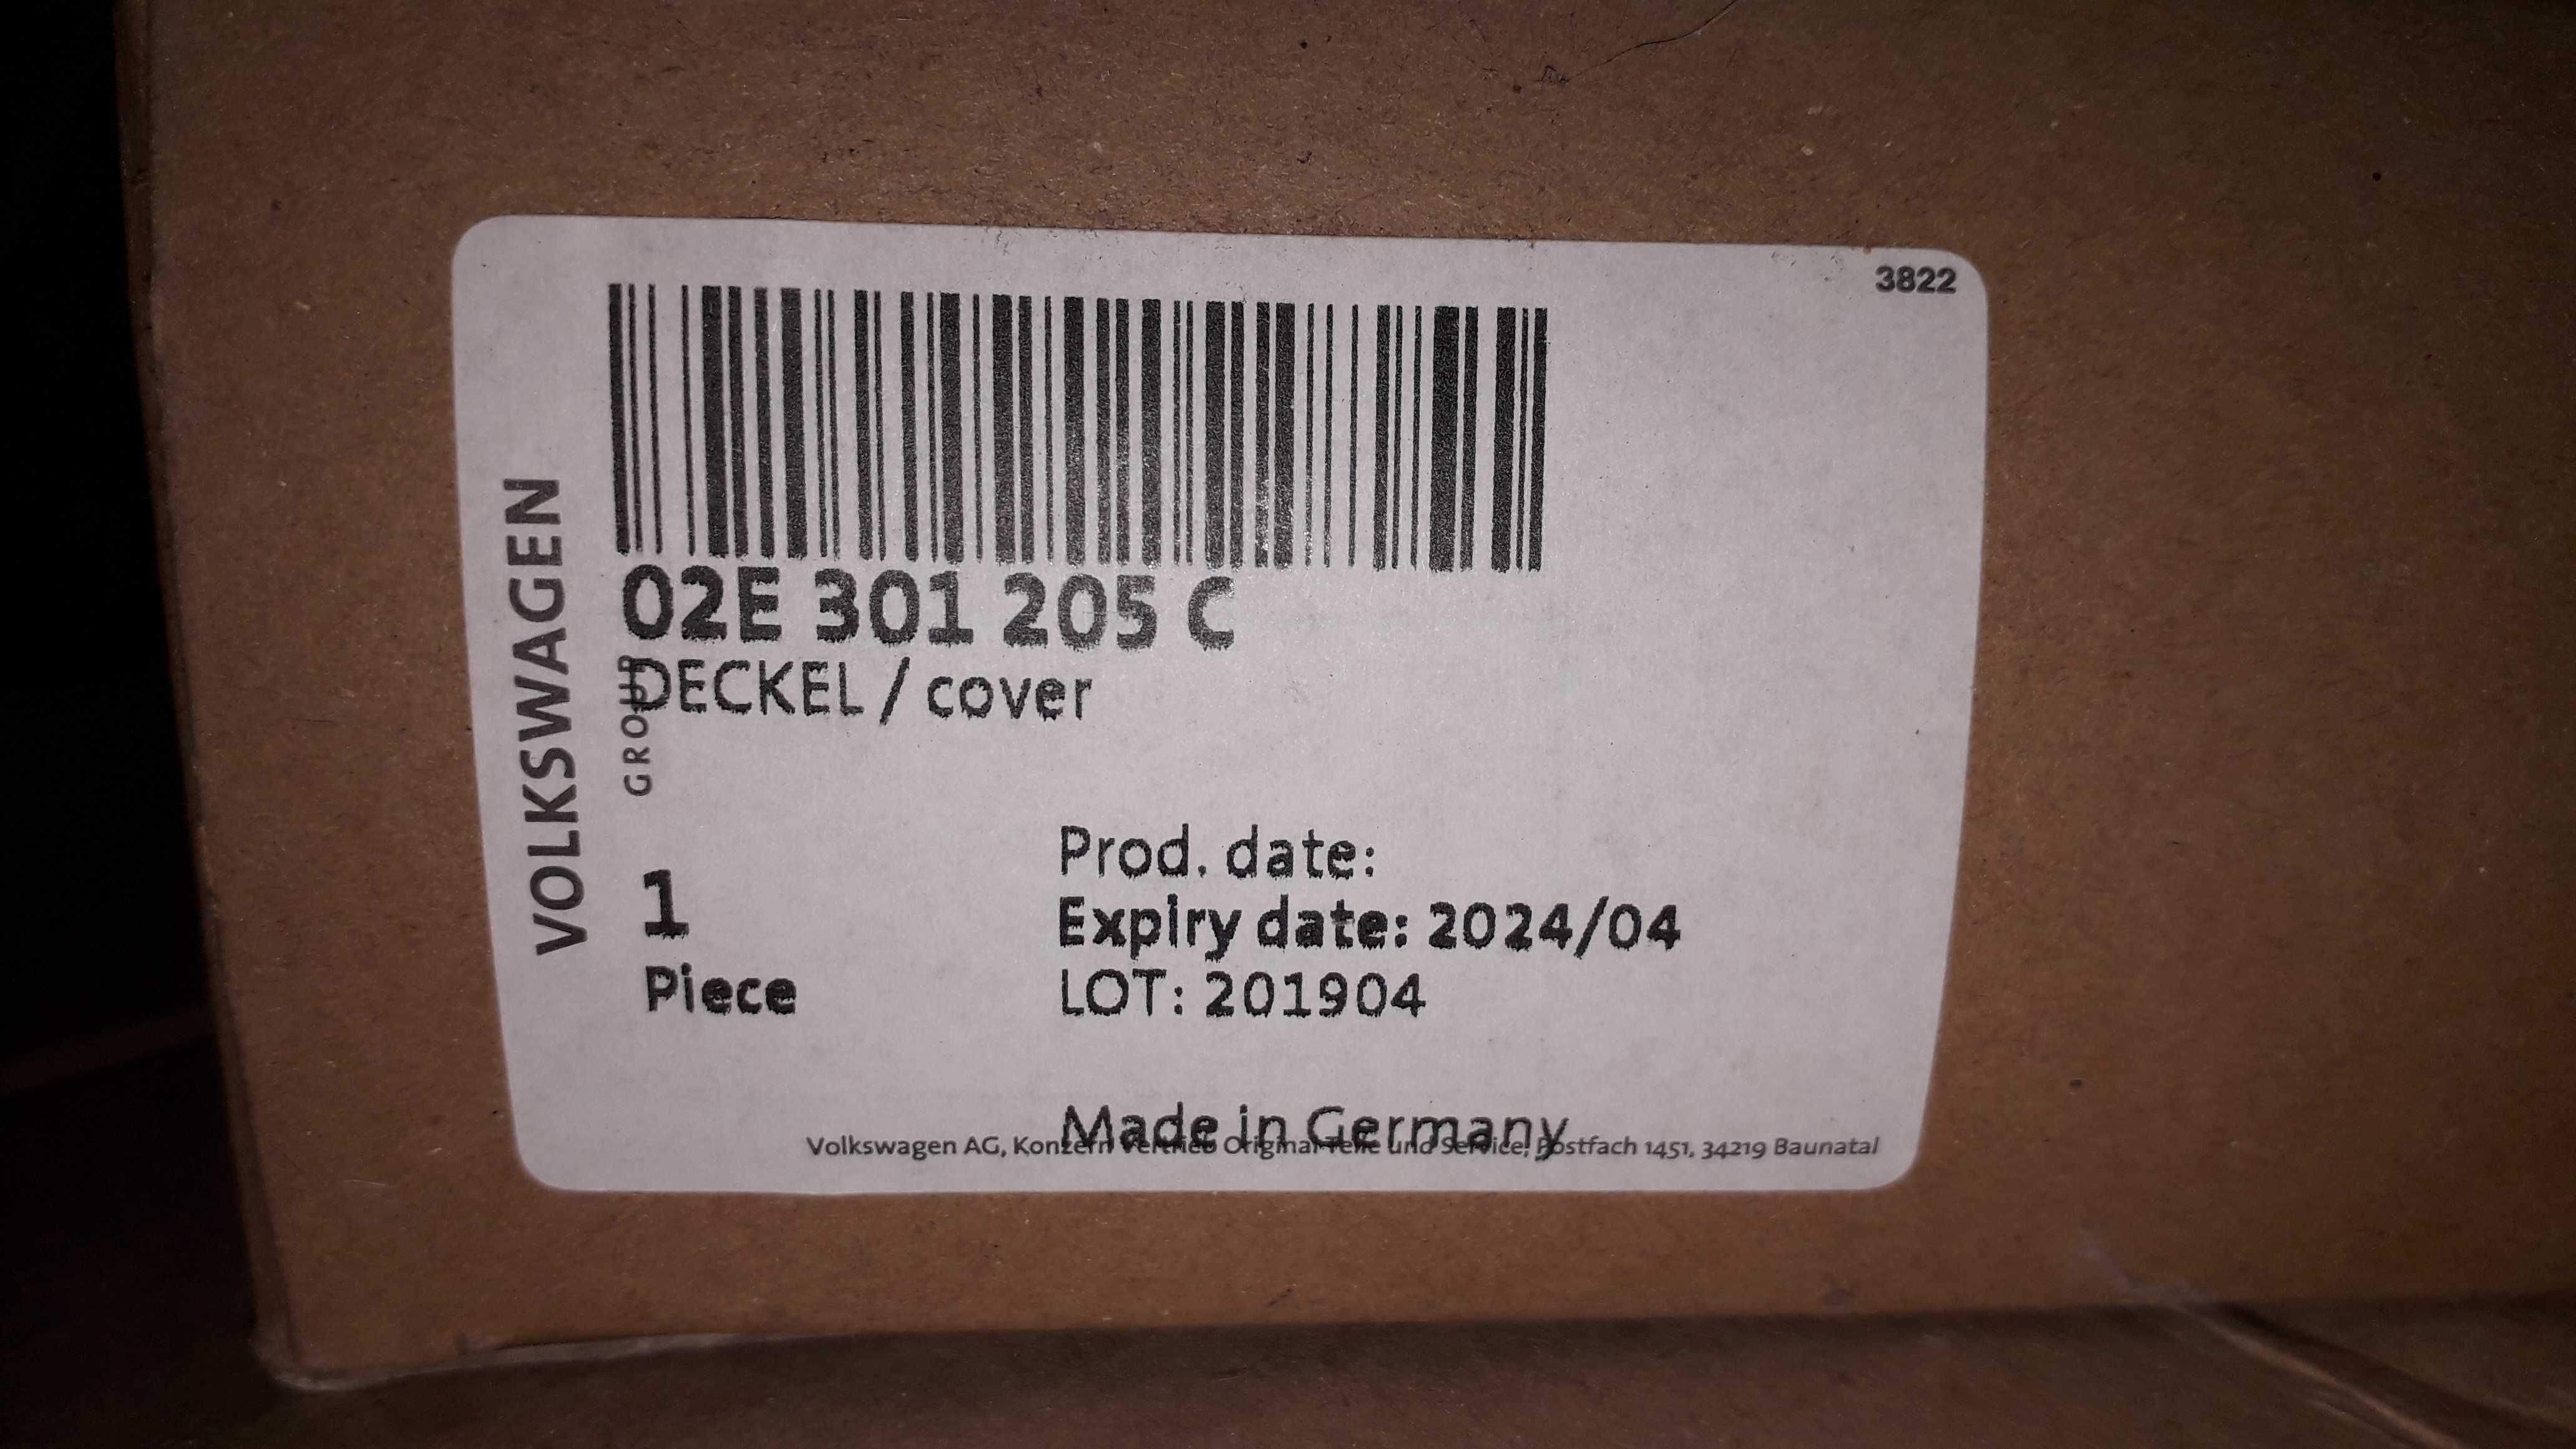 3822
VOLKSWAGEN
GROUP
02E 301 205 C
DECKEL / cover
1
Piece
Prod. date:
Expiry date: 2024/04
LOT: 201904
Made in Germany
Volkswagen AG, Konzern Vertrieb Original Teile und Service, Postfach 1451, 34219 Baunatal